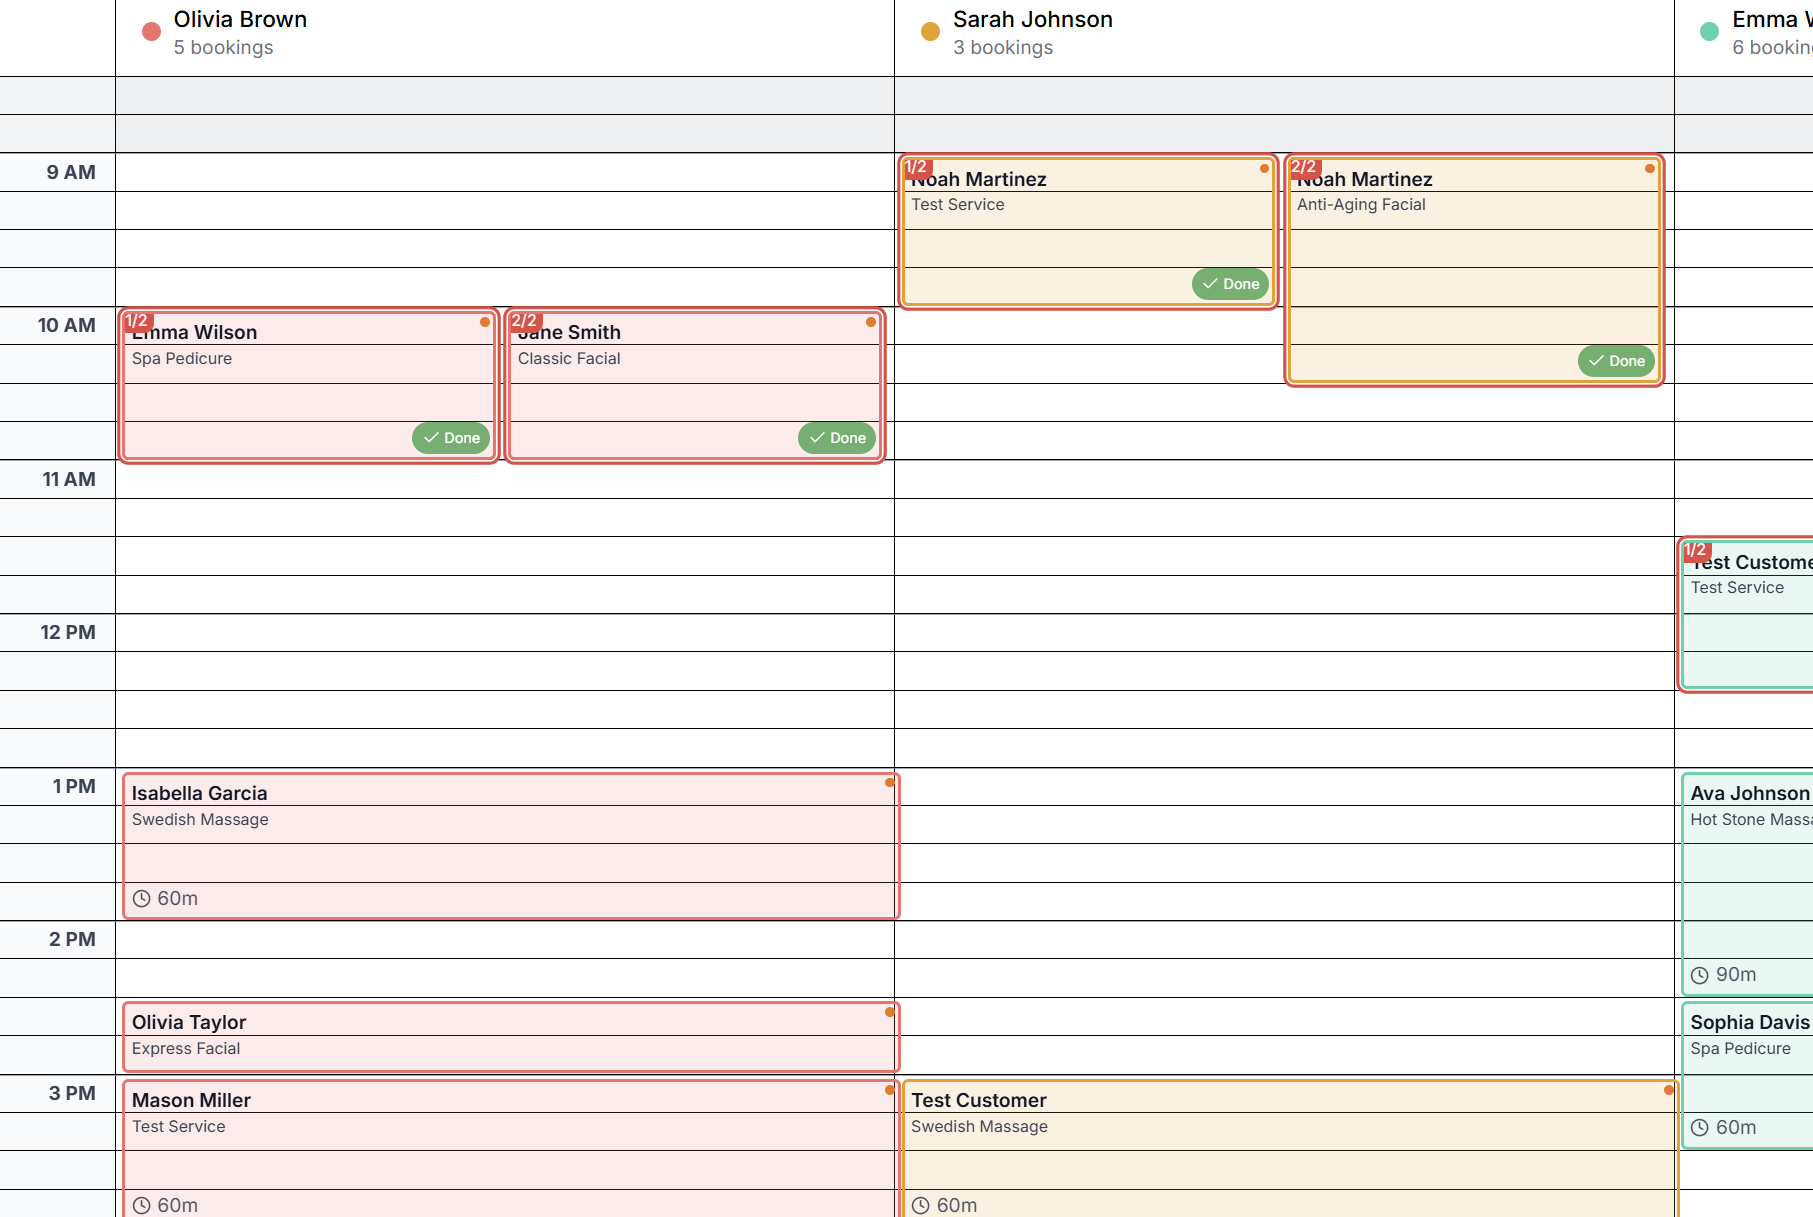 Olivia Brown
5 bookings
Sarah Johnson
3 bookings
Emma
6
9 AM
10 AM
11 AM
12 PM
1 PM
2 PM
3 PM
1/2
Emma Wilson
Spa Pedicure
Done
2/2
Jane Smith
Classic Facial
Done
Isabella Garcia
Swedish Massage
60m
Olivia Taylor
Express Facial
Mason Miller
Test Service
60m
1/2
Noah Martinez
Test Service
Done
2/2
Noah Martinez
Anti-Aging Facial
Done
Test Customer
Swedish Massage
60m
1/2
Test
Test Service
Ava Johnson
Hot Stone
90m
Sophia Davis
Spa Pedicure
60m